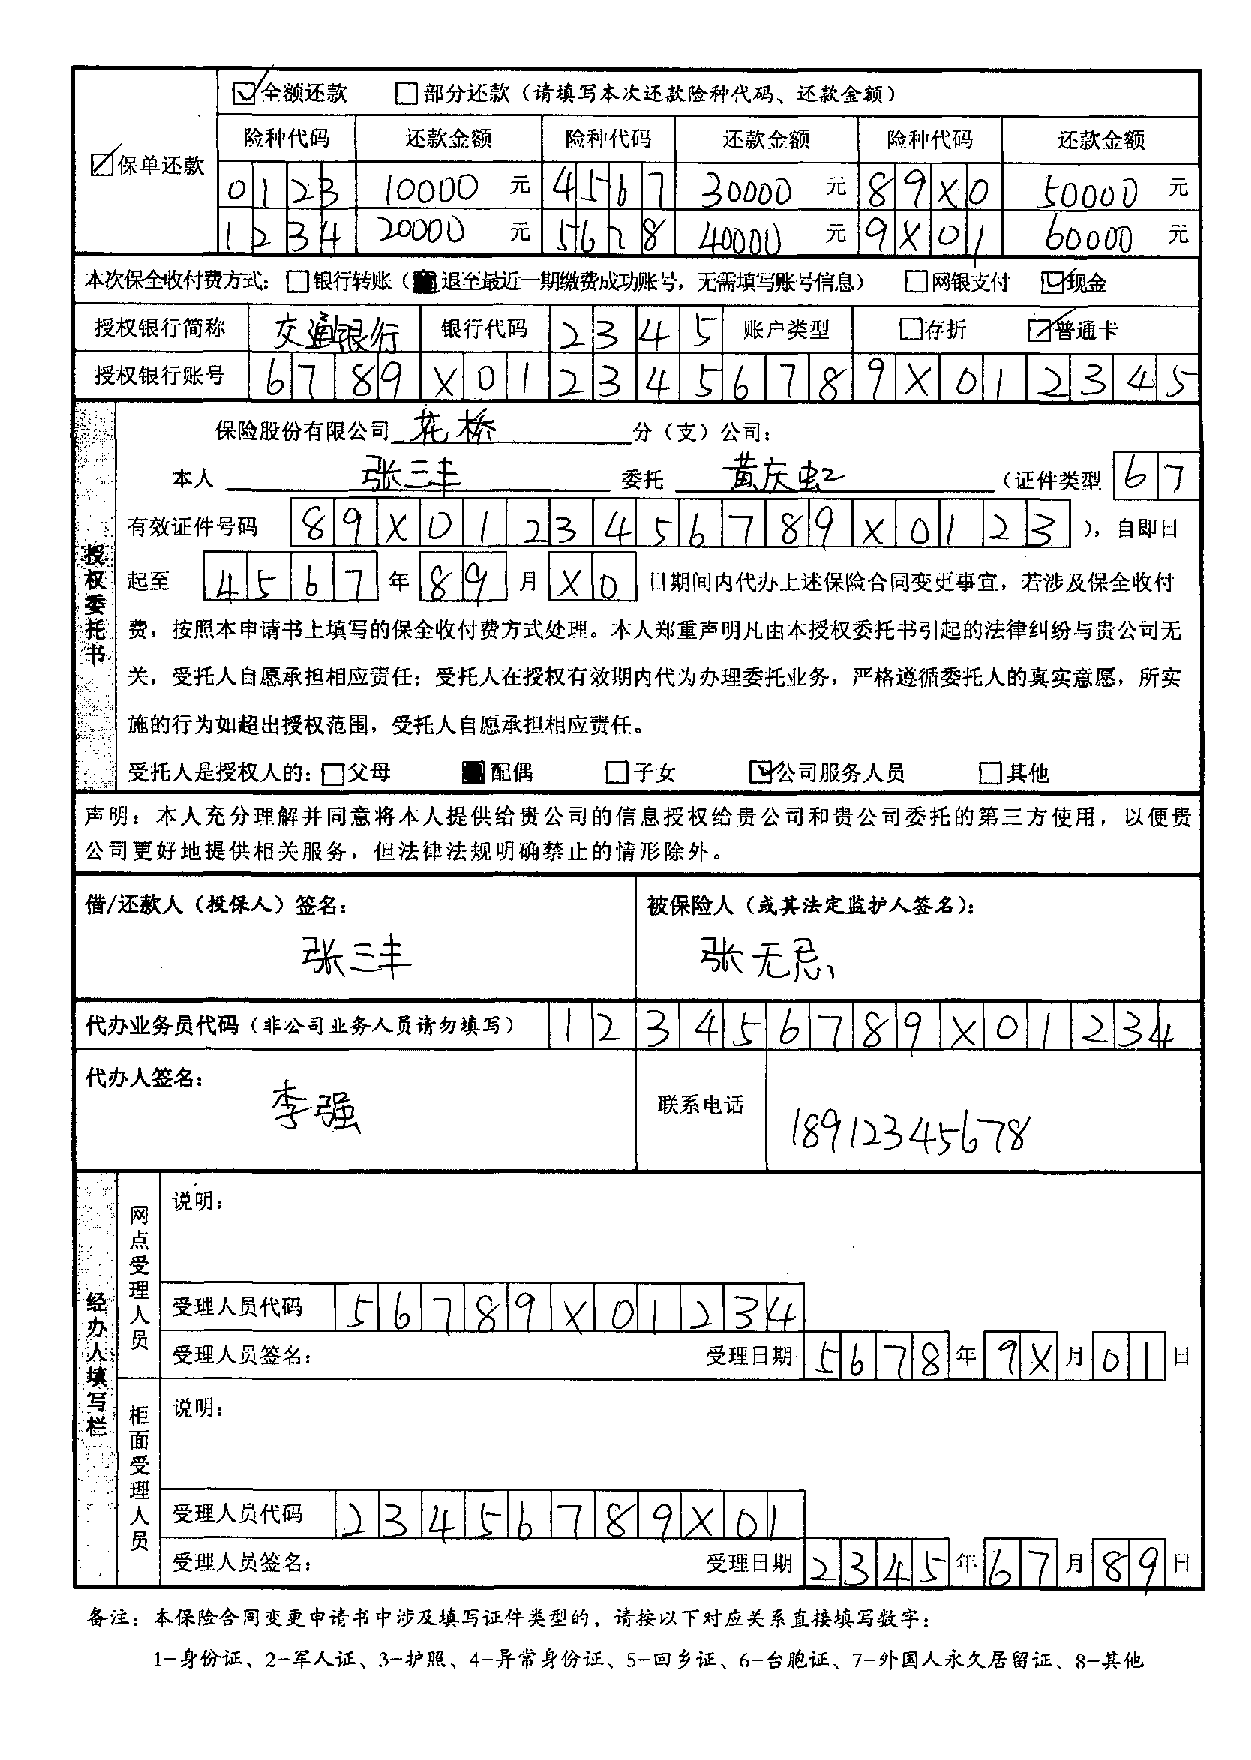 ☑全额还款 □部分还款（请填写本次还款险种代码、还款金额）
☑保单还款
险种代码 还款金额 险种代码 还款金额 险种代码 还款金额
0123 10000 元 4567 30000 元 89X0 50000 元
1234 20000 元 5678 40000 元 9X01 60000 元
本次保全收付费方式：□银行转账（■退至最近一期缴费成功账号，无需填写账号信息） □网银支付 ☑现金
授权银行简称 交通银行 银行代码 2345 账户类型 □存折 ☑普通卡
授权银行账号 6789X0123456789X012345
授权委托书
保险股份有限公司 花桥 分（支）公司：
本人 张三丰 委托 黄庆虹 （证件类型 67
有效证件号码 89X0123456789X0123 ），自即日
起至 4567 年 89 月 X0 日期间内代办上述保险合同变更事宜，若涉及保全收付
费，按照本申请书上填写的保全收付费方式处理。本人郑重声明凡由本授权委托书引起的法律纠纷与贵公司无
关，受托人自愿承担相应责任；受托人在授权有效期内代为办理委托业务，严格遵循委托人的真实意愿，所实
施的行为如超出授权范围，受托人自愿承担相应责任。
受托人是授权人的：□父母 ■配偶 □子女 ☑公司服务人员 □其他
声明：本人充分理解并同意将本人提供给贵公司的信息授权给贵公司和贵公司委托的第三方使用，以便贵
公司更好地提供相关服务，但法律法规明确禁止的情形除外。
借/还款人（投保人）签名： 被保险人（或其法定监护人签名）：
张三丰 张无忌
代办业务员代码（非公司业务人员请勿填写） 123456789X01234
代办人签名： 李强 联系电话 18912345678
经办人填写栏
网点受理人员
说明：
受理人员代码 56789X01234
受理人员签名： 受理日期 5678 年 9X 月 01 日
柜面受理人员
说明：
受理人员代码 23456789X01
受理人员签名： 受理日期 2345 年 67 月 89 日
备注：本保险合同变更申请书中涉及填写证件类型的，请按以下对应关系直接填写数字：
1-身份证、2-军人证、3-护照、4-异常身份证、5-回乡证、6-台胞证、7-外国人永久居留证、8-其他